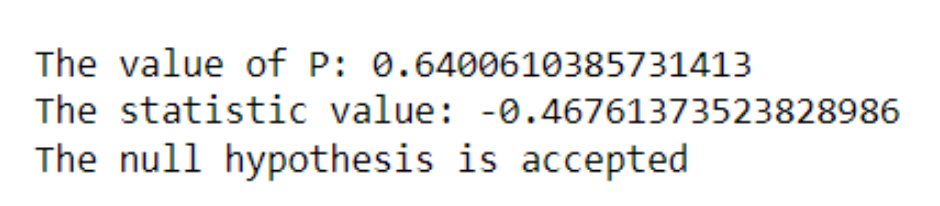 The value of P: 0.6400610385731413
The statistic value: -0.46761373523828986
The null hypothesis is accepted